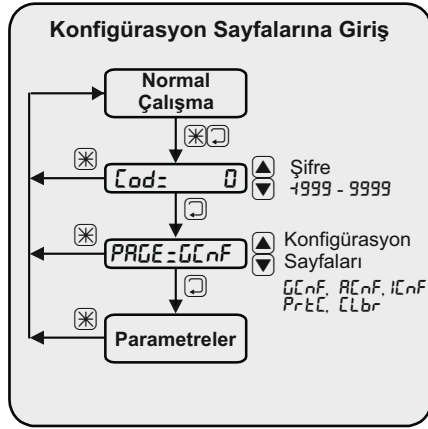 Konfigürasyon Sayfalarına Giriş
Normal
Çalışma
Cod= 0
Şifre
-1999 - 9999
PAGE=GCnF
Konfigürasyon
Sayfaları
GCnF, ACnF, ICnF
PrtC, CLbr
Parametreler